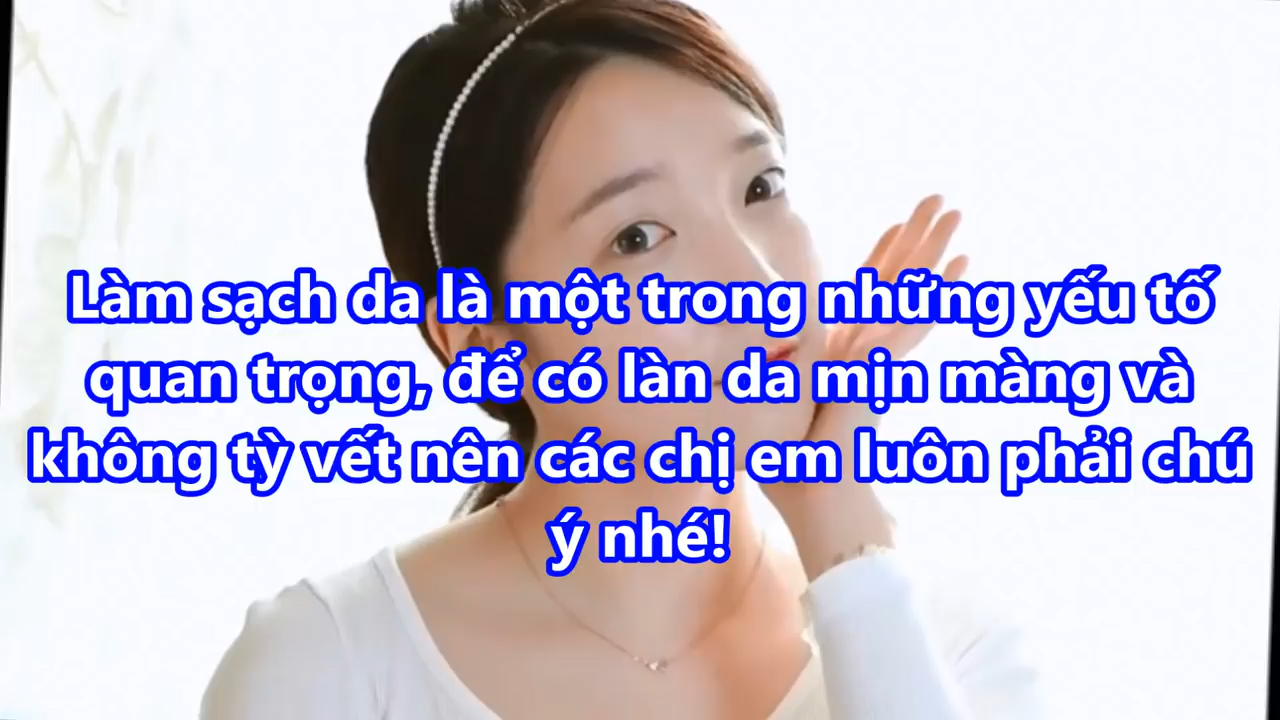 Làm sạch da là một trong những yếu tố
quan trọng, để có làn da mịn màng và
không tỳ vết nên các chị em luôn phải chú
ý nhé!